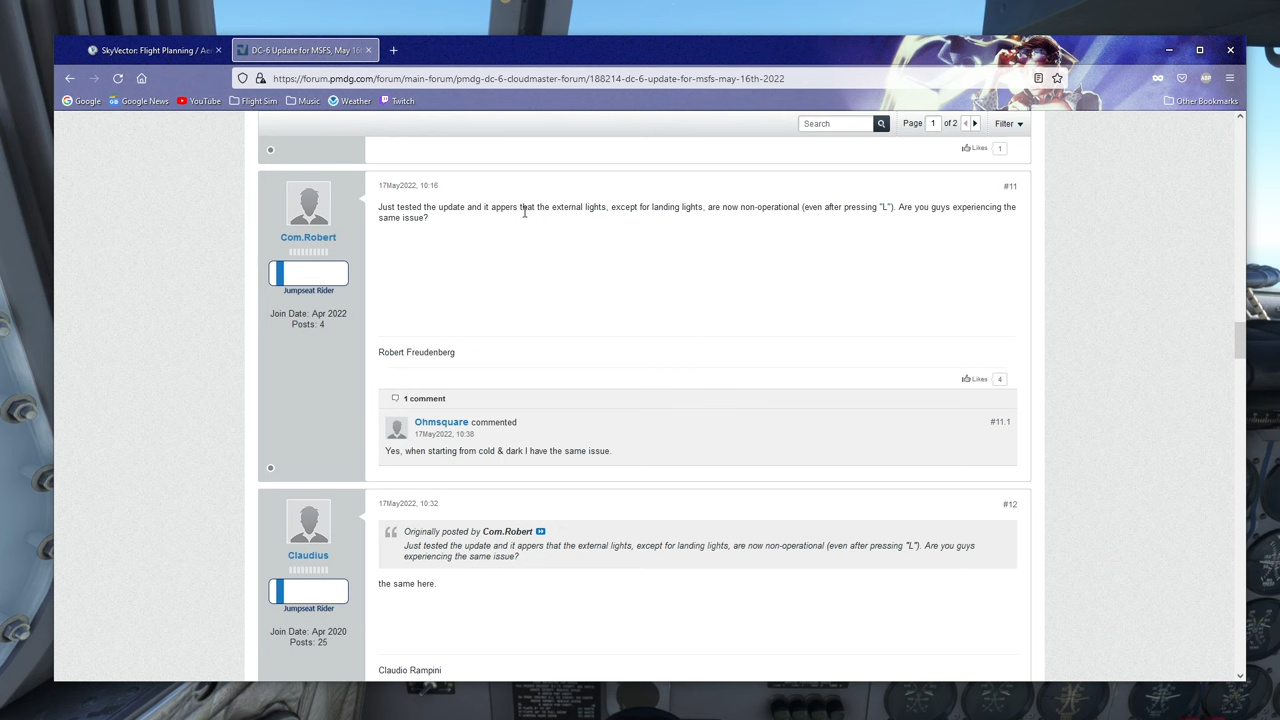 SkyVector: Flight Planning / Ae
DC-6 Update for MSFS, May 16
https://forum.pmdg.com/forum/main-forum/pmdg-dc-6-cloudmaster-forum/188214-dc-6-update-for-msfs-may-16th-2022
ABP
Google
Google News
YouTube
Flight Sim
Music
Weather
Twitch
Other Bookmarks
Search
Page 1 of 2
Filter
Likes 1
17May2022, 10:16
#11
Just tested the update and it appers that the external lights, except for landing lights, are now non-operational (even after pressing "L"). Are you guys experiencing the
same issue?
Com.Robert
Jumpseat Rider
Join Date: Apr 2022
Posts: 4
Robert Freudenberg
Likes 4
1 comment
Ohmsquare commented
#11.1
17May2022, 10:38
Yes, when starting from cold & dark I have the same issue.
17May2022, 10:32
#12
Originally posted by Com.Robert
Just tested the update and it appers that the external lights, except for landing lights, are now non-operational (even after pressing "L"). Are you guys
experiencing the same issue?
Claudius
the same here.
Jumpseat Rider
Join Date: Apr 2020
Posts: 25
Claudio Rampini